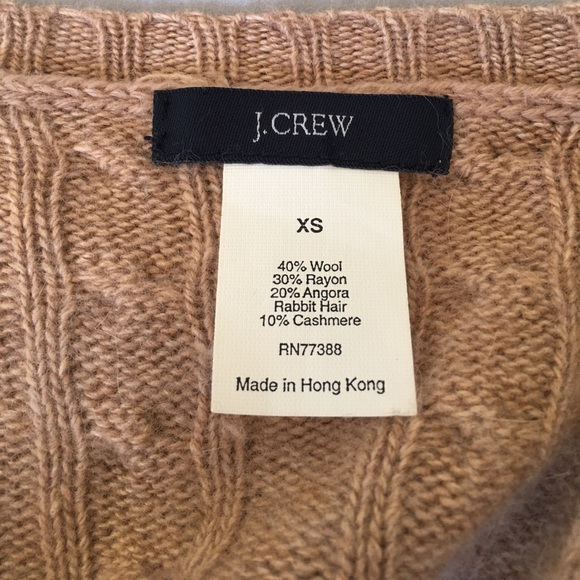 J.CREW
XS
40% Wool
30% Rayon
20% Angora
Rabbit Hair
10% Cashmere
RN77388
Made in Hong Kong